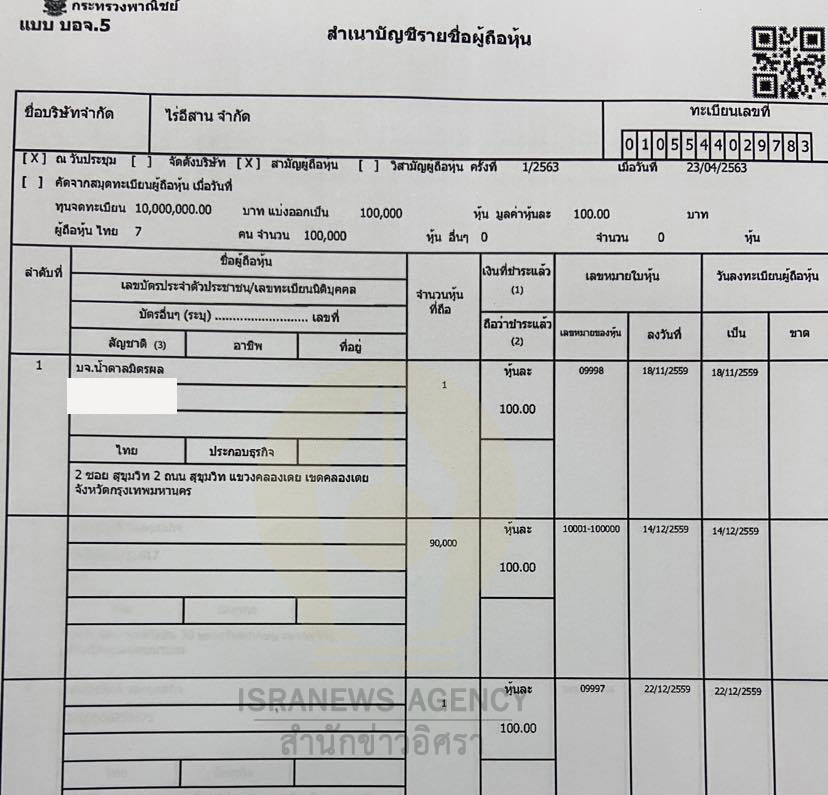 กระทรวงพาณิชย์
แบบ บอจ.5
สำเนาบัญชีรายชื่อผู้ถือหุ้น
ชื่อบริษัทจำกัด
ไร่อีสาน จำกัด
ทะเบียนเลขที่
0105544029783
[ X ] ณ วันประชุม [ ] จัดตั้งบริษัท [ X ] สามัญผู้ถือหุ้น [ ] วิสามัญผู้ถือหุ้น ครั้งที่ 1/2563 เมื่อวันที่ 23/04/2563
[ ] คัดจากสมุดทะเบียนผู้ถือหุ้น เมื่อวันที่
ทุนจดทะเบียน 10,000,000.00 บาท แบ่งออกเป็น 100,000 หุ้น มูลค่าหุ้นละ 100.00 บาท
ผู้ถือหุ้น ไทย 7 คน จำนวน 100,000 หุ้น อื่นๆ 0 จำนวน 0 หุ้น
ลำดับที่
ชื่อผู้ถือหุ้น
เลขบัตรประจำตัวประชาชน/เลขทะเบียนนิติบุคคล
บัตรอื่นๆ (ระบุ) .......................... เลขที่
สัญชาติ (3) อาชีพ ที่อยู่
จำนวนหุ้น
ที่ถือ
เงินที่ชำระแล้ว
(1)
ถือว่าชำระแล้ว
(2)
เลขหมายใบหุ้น
เลขหมายของหุ้น ลงวันที่
วันลงทะเบียนผู้ถือหุ้น
เป็น ขาด
1 บจ.น้ำตาลมิตรผล 1 หุ้นละ 09998 18/11/2559 18/11/2559
100.00
ไทย ประกอบธุรกิจ
2 ซอย สุขุมวิท 2 ถนน สุขุมวิท แขวงคลองเตย เขตคลองเตย
จังหวัดกรุงเทพมหานคร
90,000 หุ้นละ 10001-100000 14/12/2559 14/12/2559
100.00
1 หุ้นละ 09997 22/12/2559 22/12/2559
100.00
ISRANEWS AGENCY
สำนักข่าวอิศรา